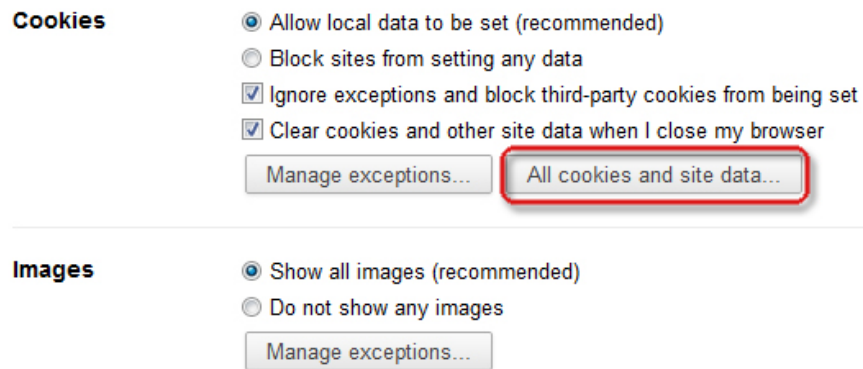 Cookies
Allow local data to be set (recommended)
Block sites from setting any data
Ignore exceptions and block third-party cookies from being set
Clear cookies and other site data when I close my browser
Manage exceptions... All cookies and site data...
Images
Show all images (recommended)
Do not show any images
Manage exceptions...